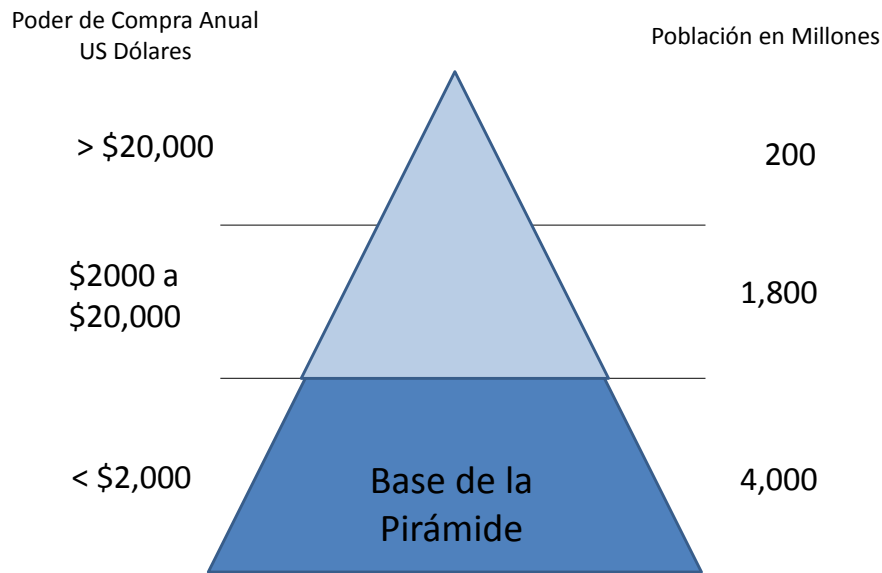 Poder de Compra Anual
US Dólares
Población en Millones
> $20,000
200
$2000 a
$20,000
1,800
< $2,000
Base de la
Pirámide
4,000